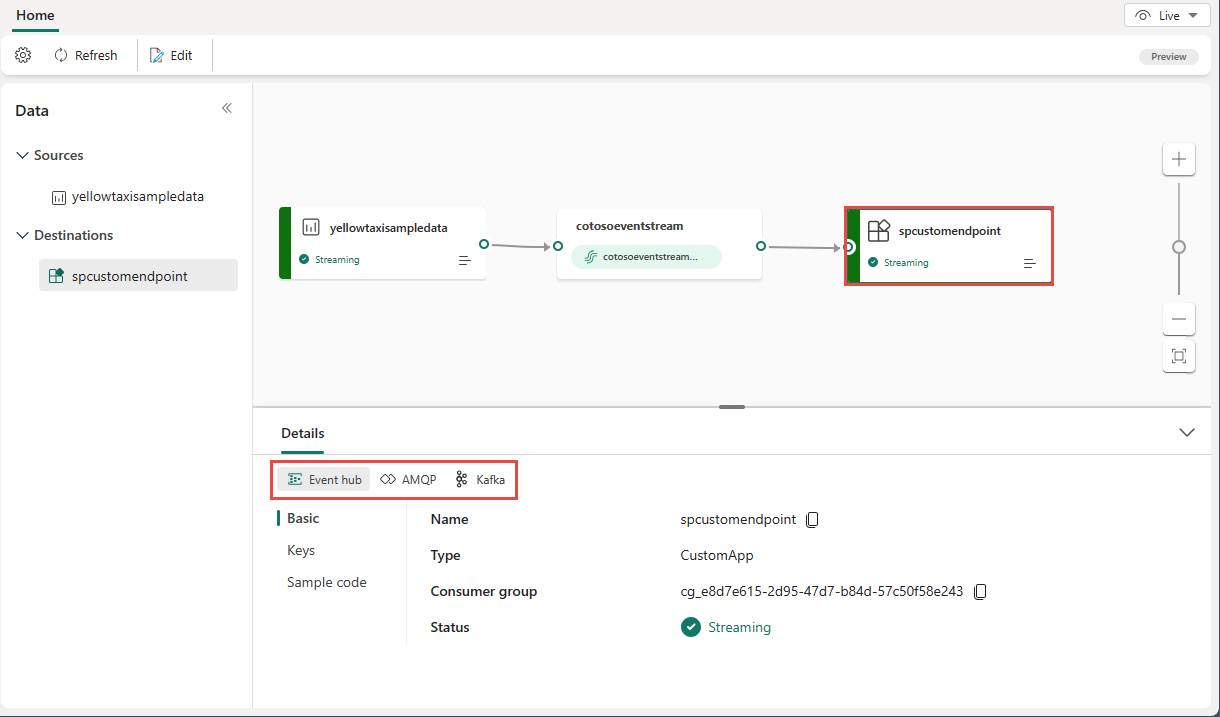 Home
Live
Refresh
Edit
Preview
Data
Sources
yellowtaxisampledata
Destinations
spcustomendpoint
yellowtaxisampledata
Streaming
cotosoeventstream
cotosoeventstream...
spcustomendpoint
Streaming
Details
Event hub AMQP Kafka
Basic
Keys
Sample code
Name spcustomendpoint
Type CustomApp
Consumer group cg_e8d7e615-2d95-47d7-b84d-57c50f58e243
Status Streaming